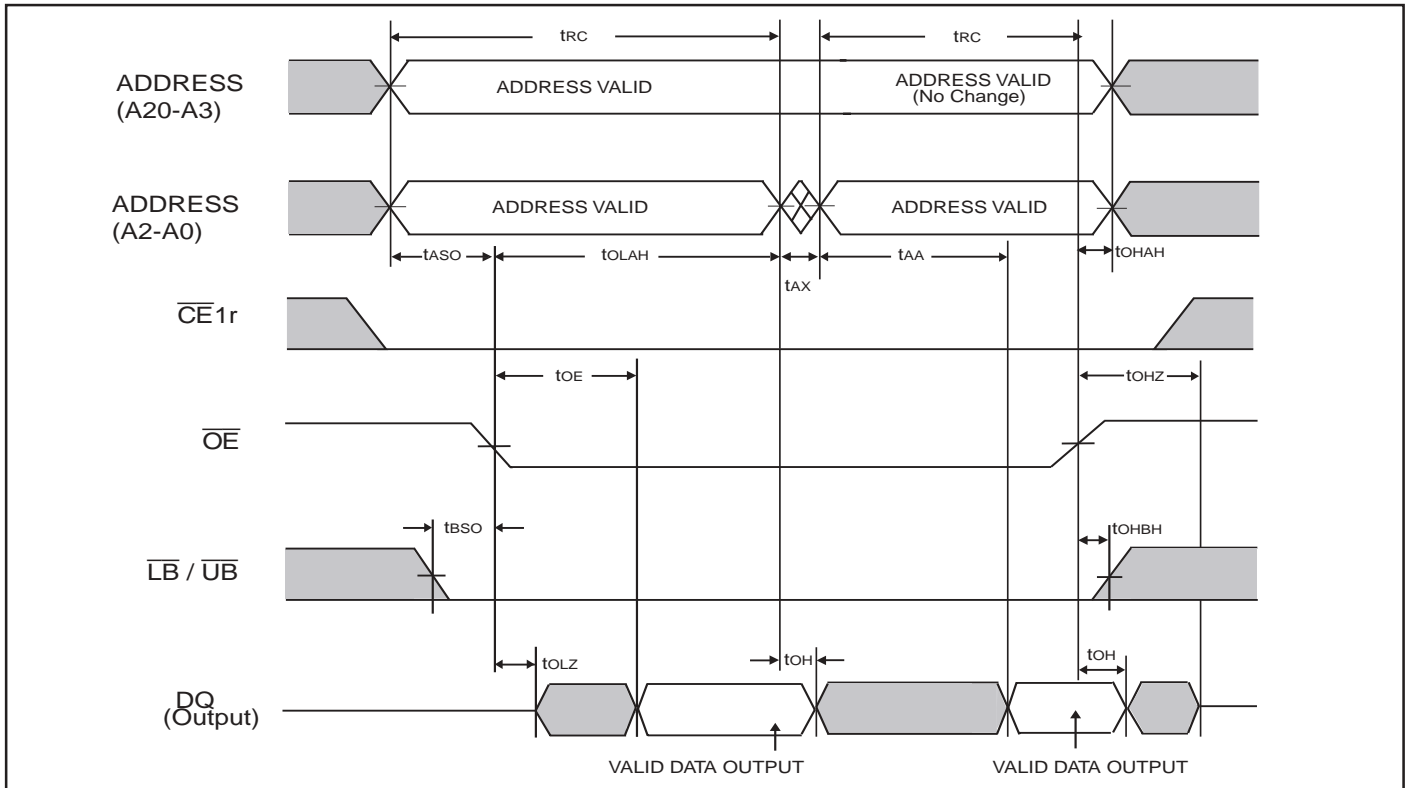 tRC
tRC
ADDRESS
(A20-A3)
ADDRESS VALID
ADDRESS VALID
(No Change)
ADDRESS
(A2-A0)
ADDRESS VALID
ADDRESS VALID
tASO
tOLAH
tAX
tAA
tOHAH
CE1r
tOE
tOHZ
OE
tBSO
tOHBH
LB / UB
tOLZ
tOH
tOH
DQ
(Output)
VALID DATA OUTPUT
VALID DATA OUTPUT